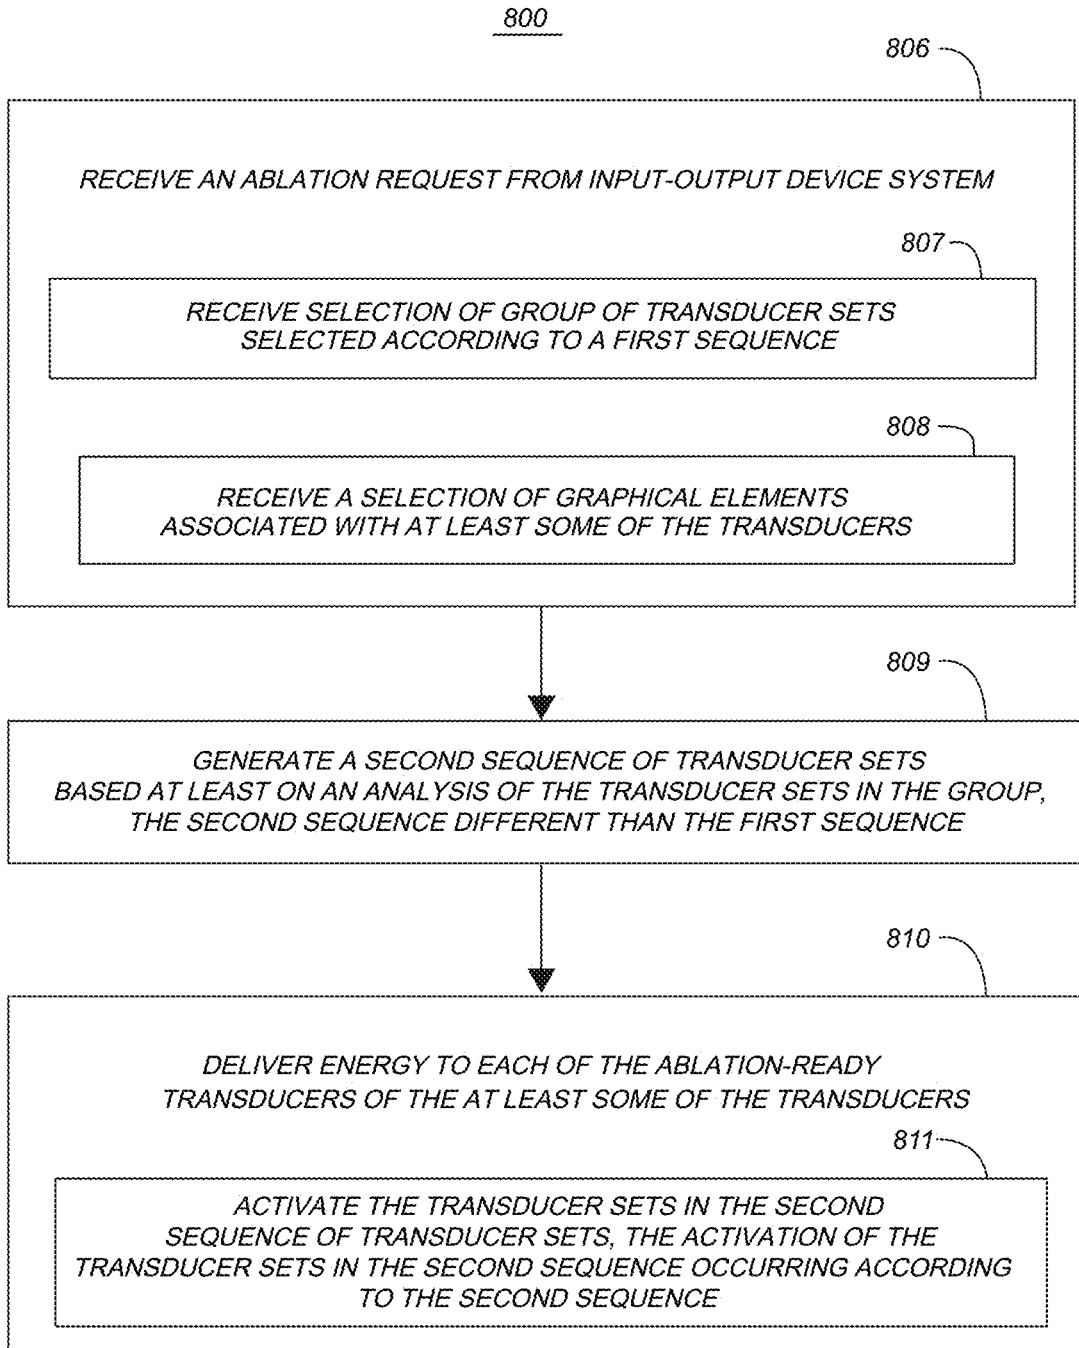 800
806
RECEIVE AN ABLATION REQUEST FROM INPUT-OUTPUT DEVICE SYSTEM
807
RECEIVE SELECTION OF GROUP OF TRANSDUCER SETS
SELECTED ACCORDING TO A FIRST SEQUENCE
808
RECEIVE A SELECTION OF GRAPHICAL ELEMENTS
ASSOCIATED WITH AT LEAST SOME OF THE TRANSDUCERS
809
GENERATE A SECOND SEQUENCE OF TRANSDUCER SETS
BASED AT LEAST ON AN ANALYSIS OF THE TRANSDUCER SETS IN THE GROUP,
THE SECOND SEQUENCE DIFFERENT THAN THE FIRST SEQUENCE
810
DELIVER ENERGY TO EACH OF THE ABLATION-READY
TRANSDUCERS OF THE AT LEAST SOME OF THE TRANSDUCERS
811
ACTIVATE THE TRANSDUCER SETS IN THE SECOND
SEQUENCE OF TRANSDUCER SETS, THE ACTIVATION OF THE
TRANSDUCER SETS IN THE SECOND SEQUENCE OCCURRING ACCORDING
TO THE SECOND SEQUENCE